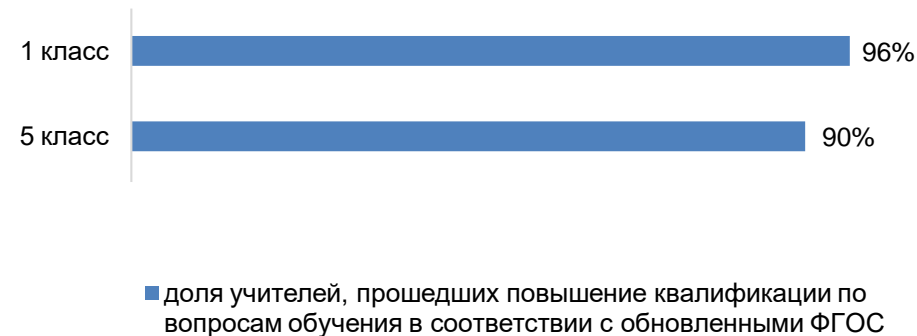 1 класс
96%
5 класс
90%
доля учителей, прошедших повышение квалификации по
вопросам обучения в соответствии с обновленными ФГОС